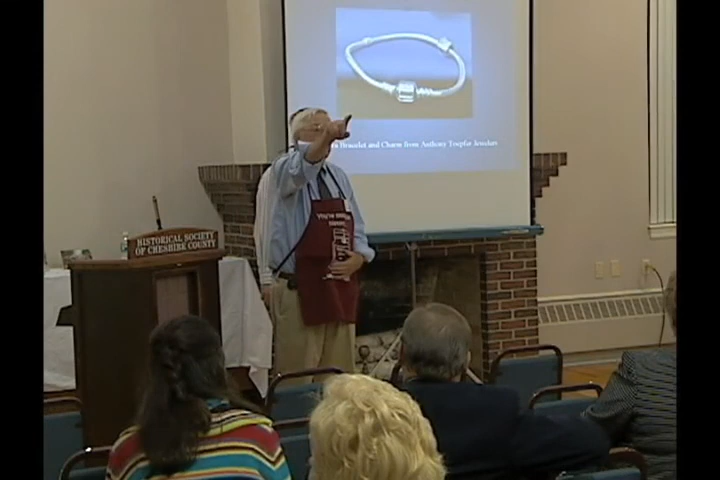 Bracelet and Charm from Anthony Toepfer Jewelers
HISTORICAL SOCIETY
OF CHESHIRE COUNTY